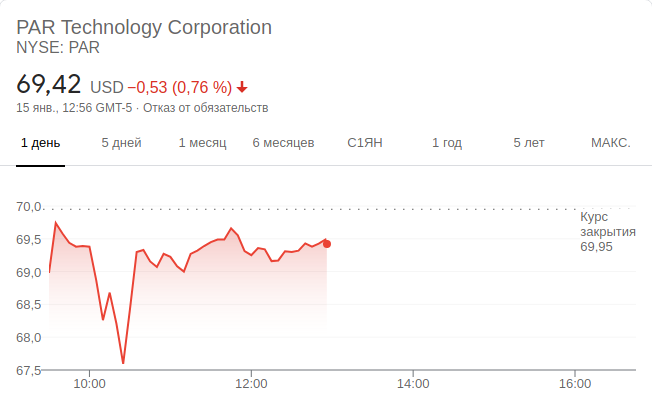 PAR Technology Corporation
NYSE: PAR
69,42 USD −0,53 (0,76 %)
15 янв., 12:56 GMT-5 · Отказ от обязательств
1 день 5 дней 1 месяц 6 месяцев С1ЯН 1 год 5 лет МАКС.
70,0
Курс
закрытия
69,95
69,5
69,0
68,5
68,0
67,5
10:00 12:00 14:00 16:00